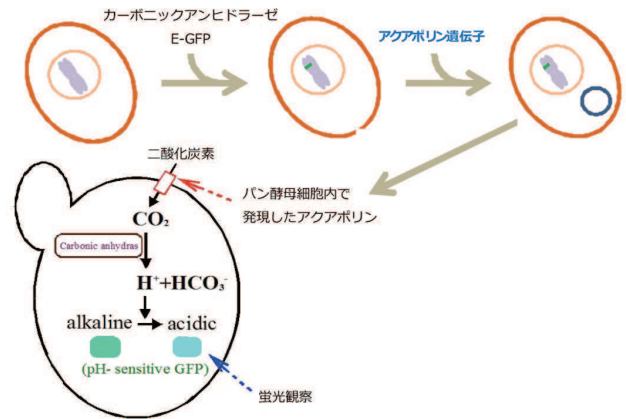 カーボニックアンヒドラーゼ
E-GFP
アクアポリン遺伝子
二酸化炭素
パン酵母細胞内で
発現したアクアポリン
CO₂
Carbonic anhydras
H⁺+HCO₃⁻
alkaline → acidic
(pH- sensitive GFP)
蛍光観察